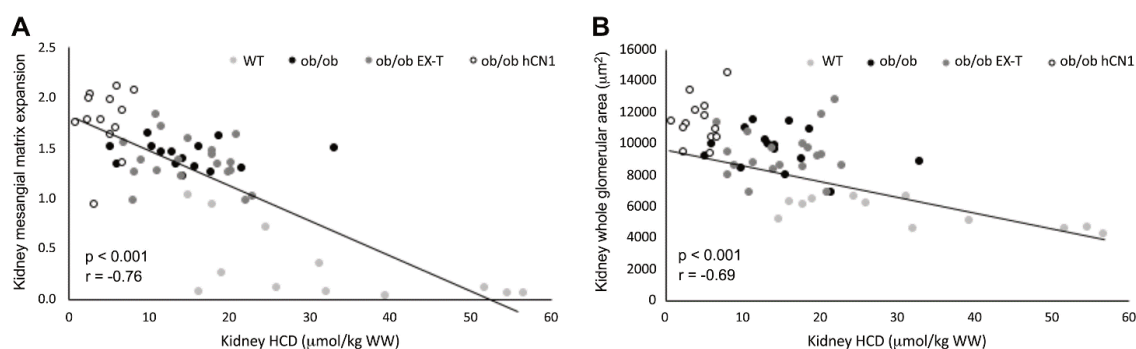 A
Kidney mesangial matrix expansion
2.5
2.0
1.5
1.0
0.5
0.0
WT ob/ob ob/ob EX-T ob/ob hCN1
p < 0.001
r = -0.76
0 10 20 30 40 50 60
Kidney HCD (μmol/kg WW)
B
Kidney whole glomerular area (μm²)
16000
14000
12000
10000
8000
6000
4000
2000
0
WT ob/ob ob/ob EX-T ob/ob hCN1
p < 0.001
r = -0.69
0 10 20 30 40 50 60
Kidney HCD (μmol/kg WW)